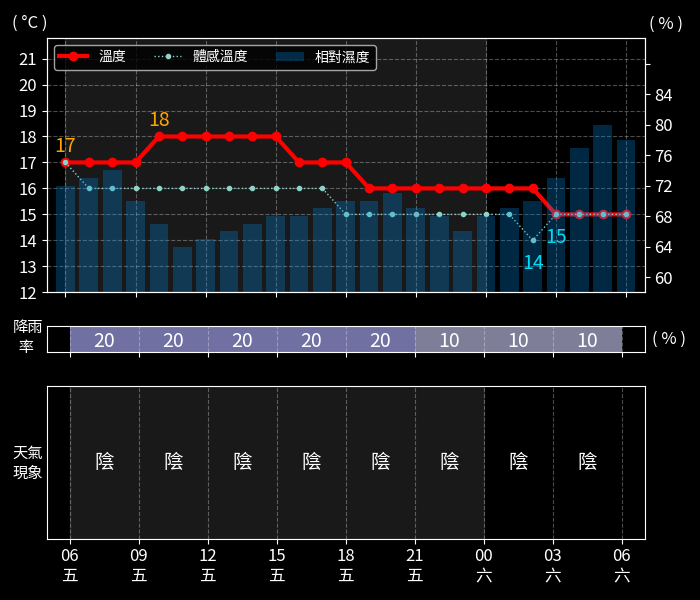 ( °C )
( % )
溫度 體感溫度 相對濕度
21
20
19
18
17
16
15
14
13
12
84
80
76
72
68
64
60
17
18
15
14
降雨
率
20 20 20 20 20 10 10 10
( % )
天氣
現象
陰 陰 陰 陰 陰 陰 陰 陰
06 09 12 15 18 21 00 03 06
五 五 五 五 五 五 六 六 六